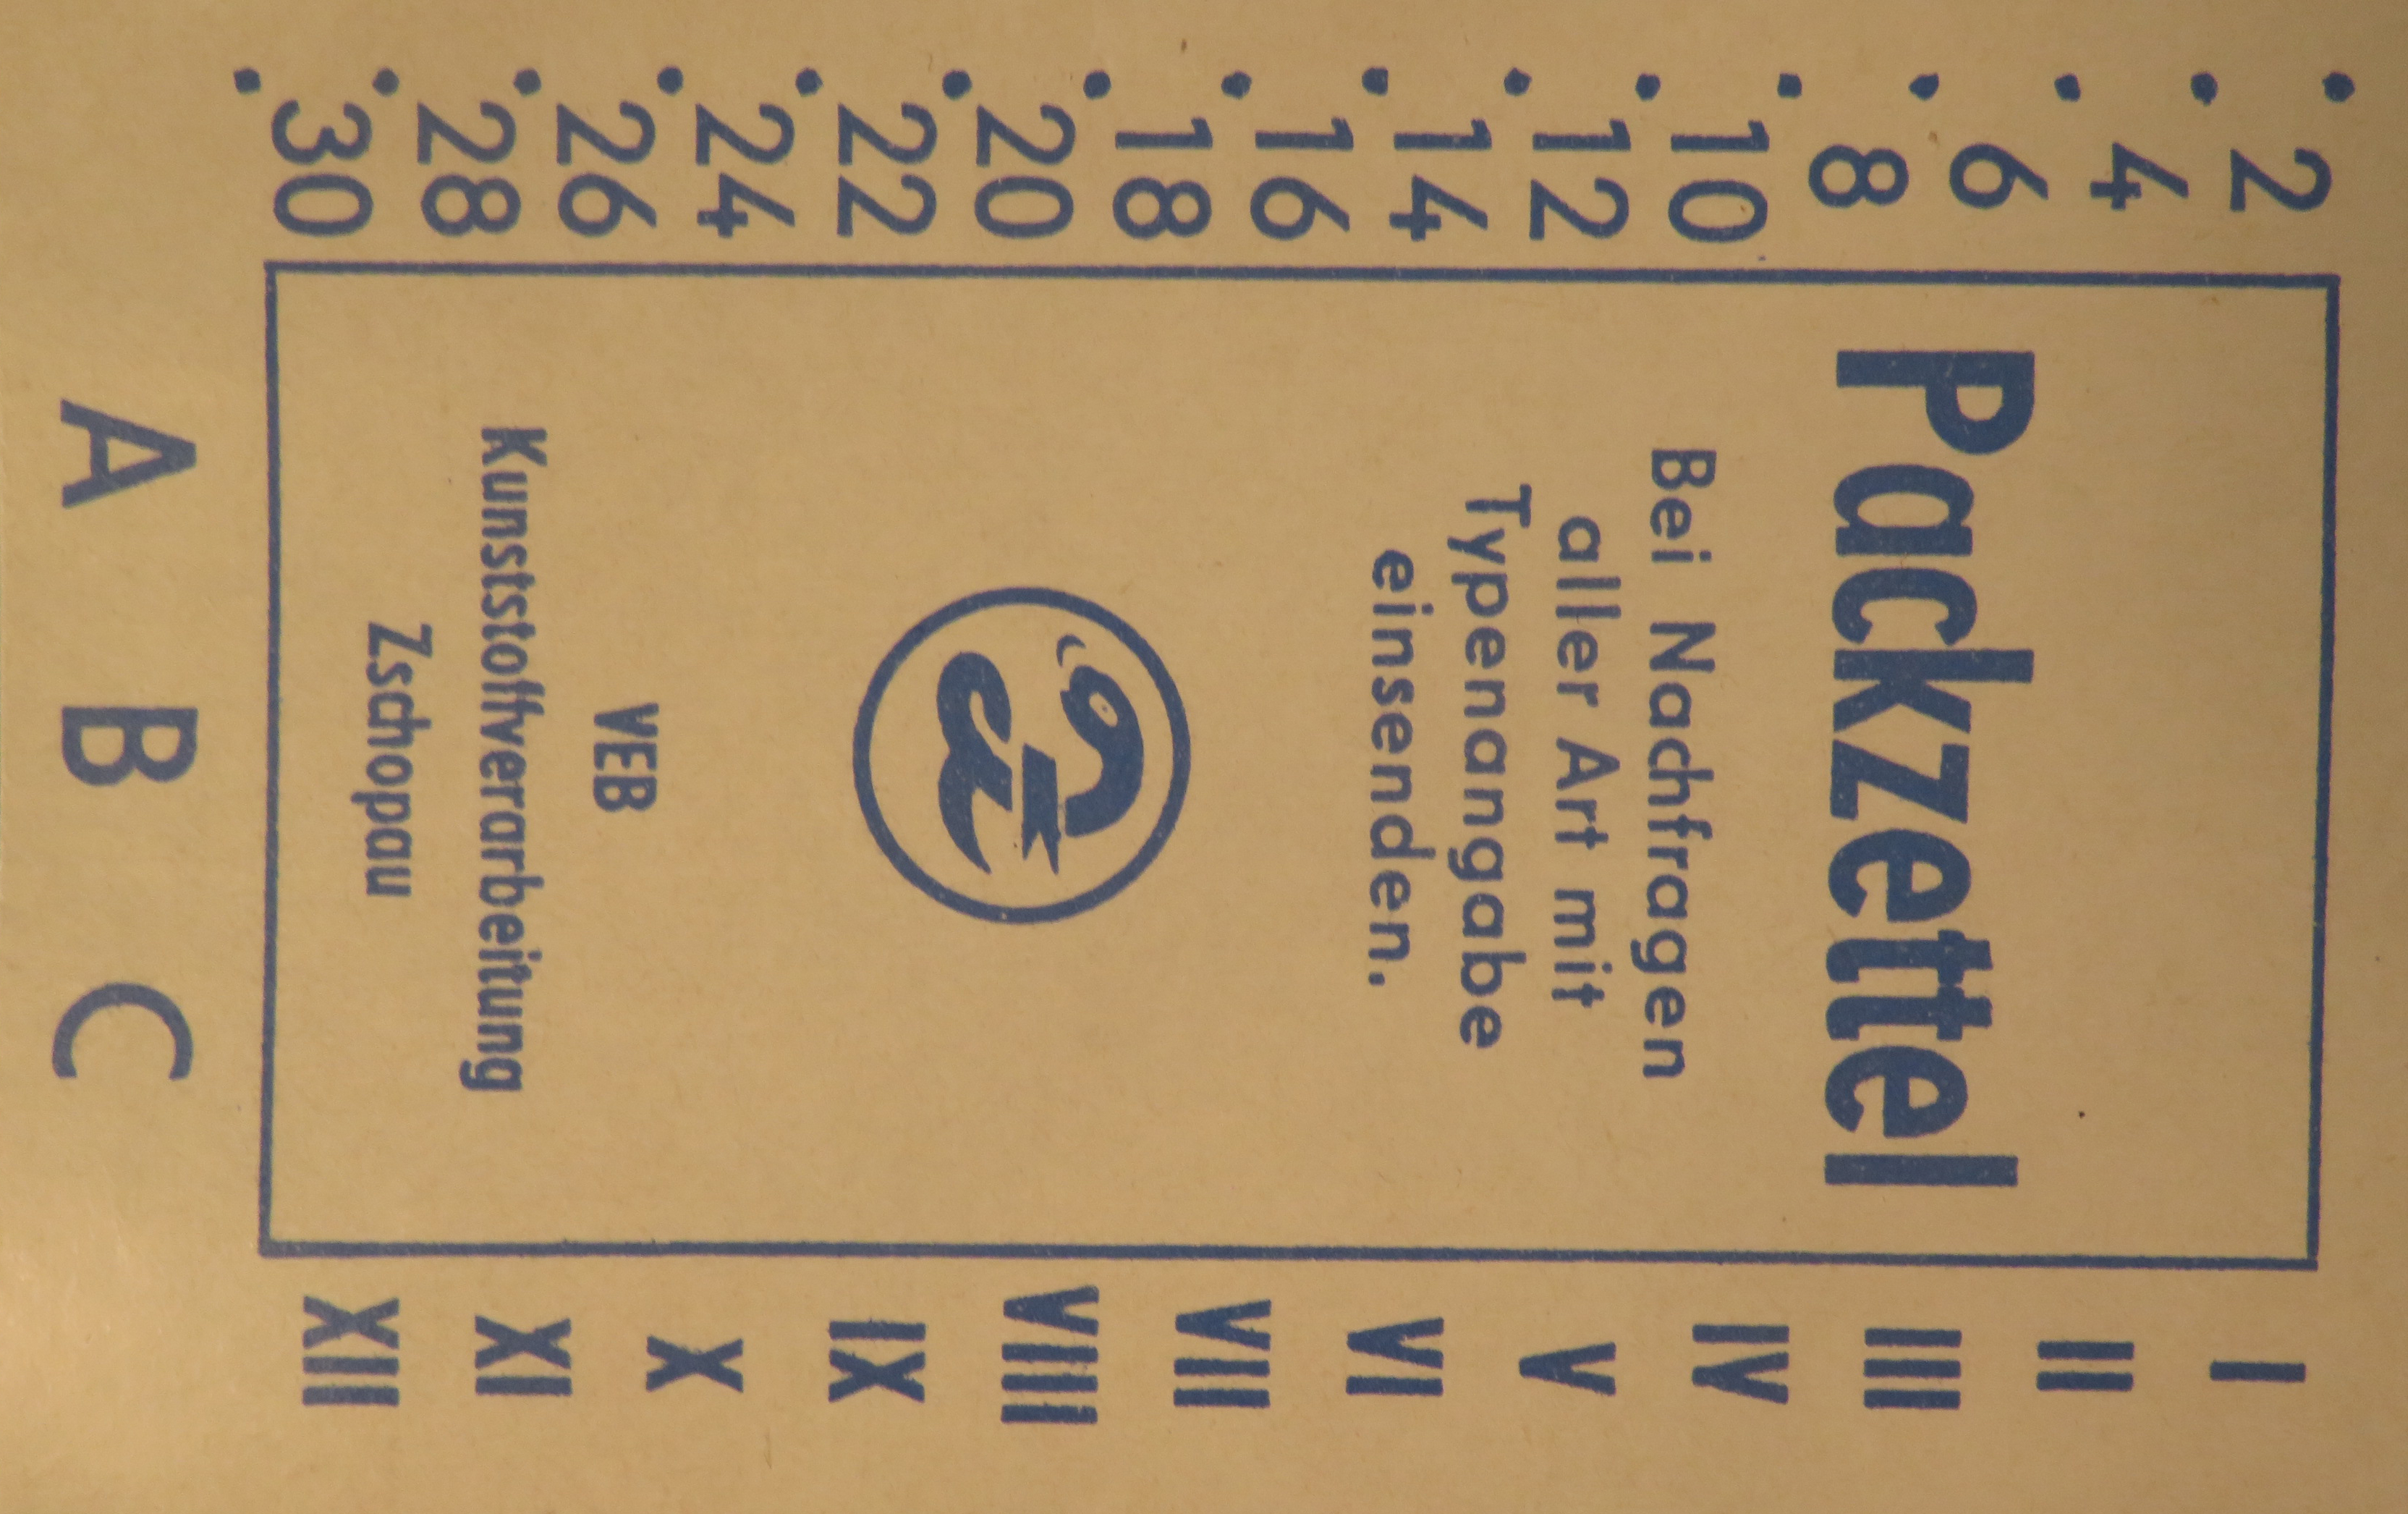 .
2
.
4
.
6
.
8
.
10
.
12
.
14
.
16
.
18
.
20
.
22
.
24
.
26
.
28
.
30
.
Packzettel
Bei Nachfragen
aller Art mit
Typenangabe
einsenden.
VEB
Kunststoffverarbeitung
Zschopau
I
II
III
IV
V
VI
VII
VIII
IX
X
XI
XII
A B C